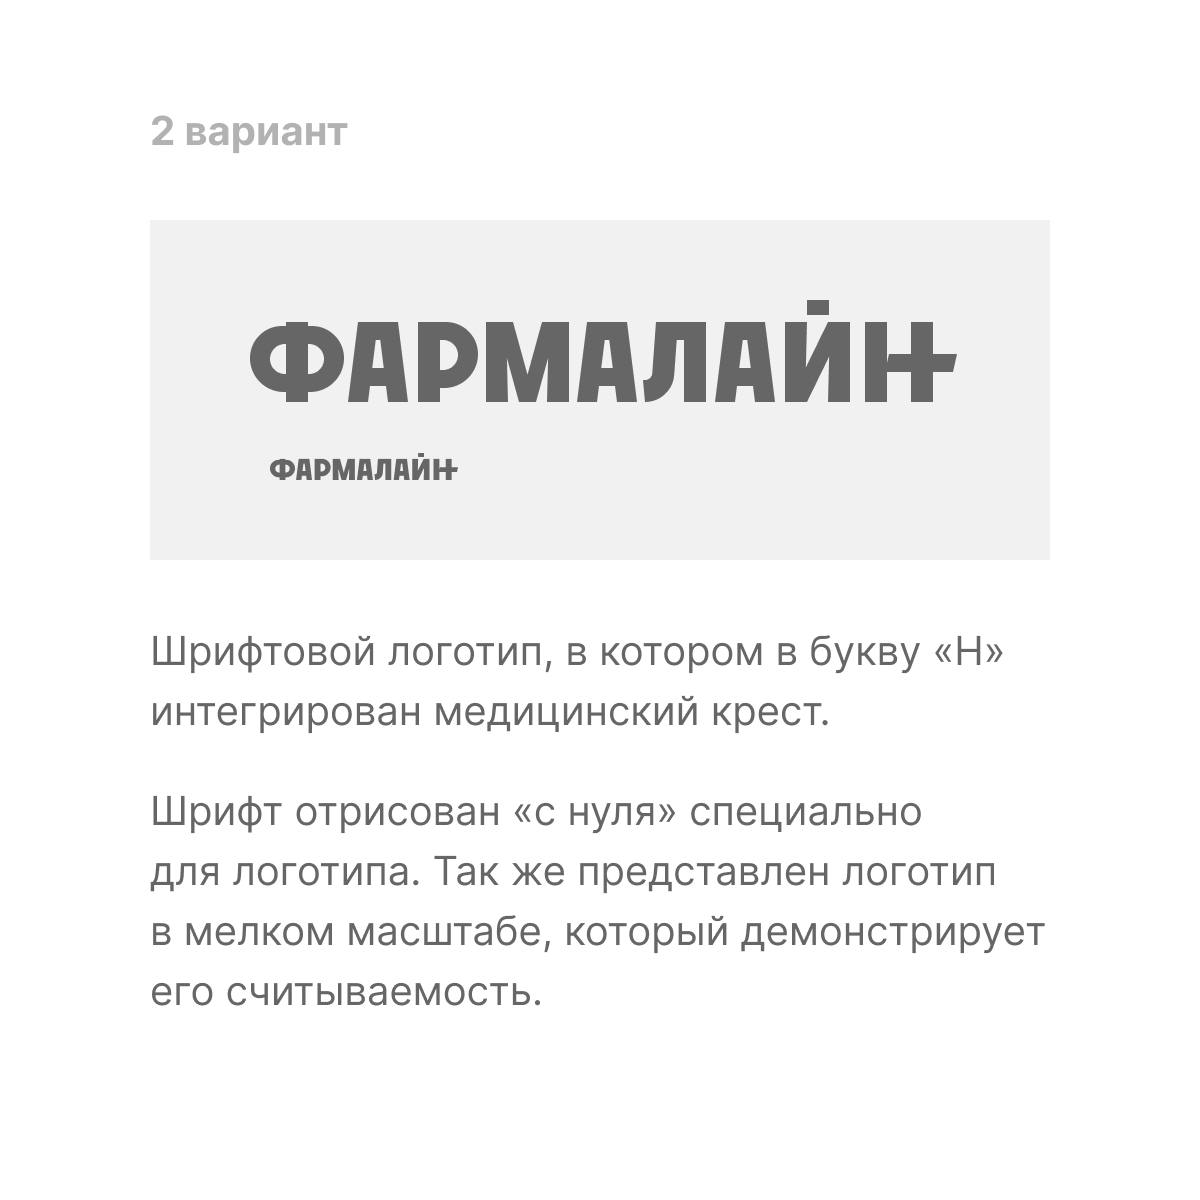 2 вариант
ФАРМАЛАЙН
ФАРМАЛАЙН
Шрифтовой логотип, в котором в букву «Н»
интегрирован медицинский крест.
Шрифт отрисован «с нуля» специально
для логотипа. Так же представлен логотип
в мелком масштабе, который демонстрирует
его считываемость.